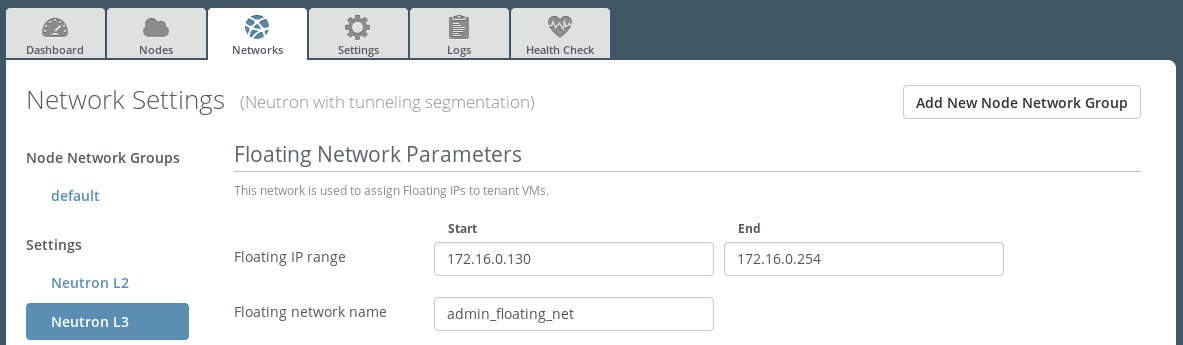 Dashboard Nodes Networks Settings Logs Health Check
Network Settings (Neutron with tunneling segmentation) Add New Node Network Group
Node Network Groups
default
Settings
Neutron L2
Neutron L3
Floating Network Parameters
This network is used to assign Floating IPs to tenant VMs.
Start End
Floating IP range 172.16.0.130 172.16.0.254
Floating network name admin_floating_net